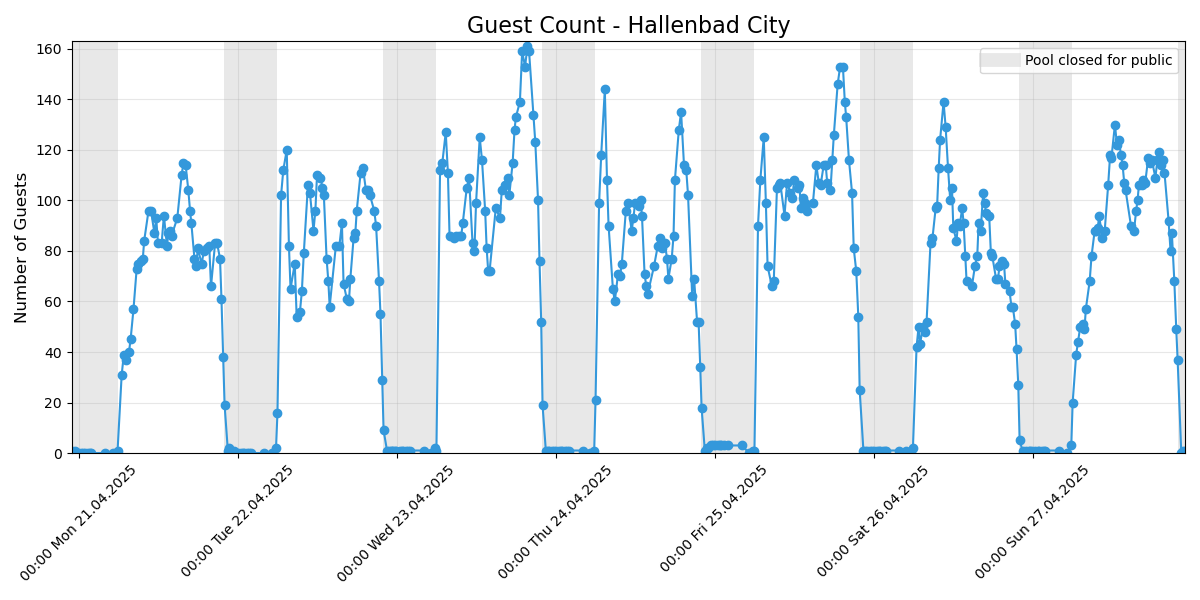 Guest Count - Hallenbad City
Pool closed for public
Number of Guests
160
140
120
100
80
60
40
20
0
00:00 Mon 21.04.2025
00:00 Tue 22.04.2025
00:00 Wed 23.04.2025
00:00 Thu 24.04.2025
00:00 Fri 25.04.2025
00:00 Sat 26.04.2025
00:00 Sun 27.04.2025